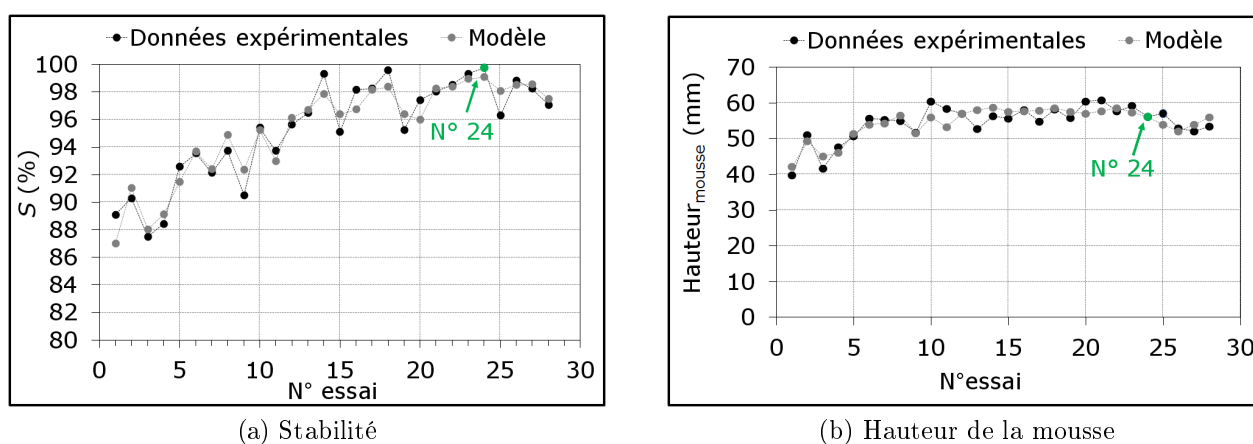 Données expérimentales Modèle
S (%)
100
98
96
94
92
90
88
86
84
82
80
N° 24
0 5 10 15 20 25 30
N° essai
(a) Stabilité
Données expérimentales Modèle
Hauteur mousse (mm)
70
60
50
40
30
20
10
0
N° 24
0 5 10 15 20 25 30
N°essai
(b) Hauteur de la mousse